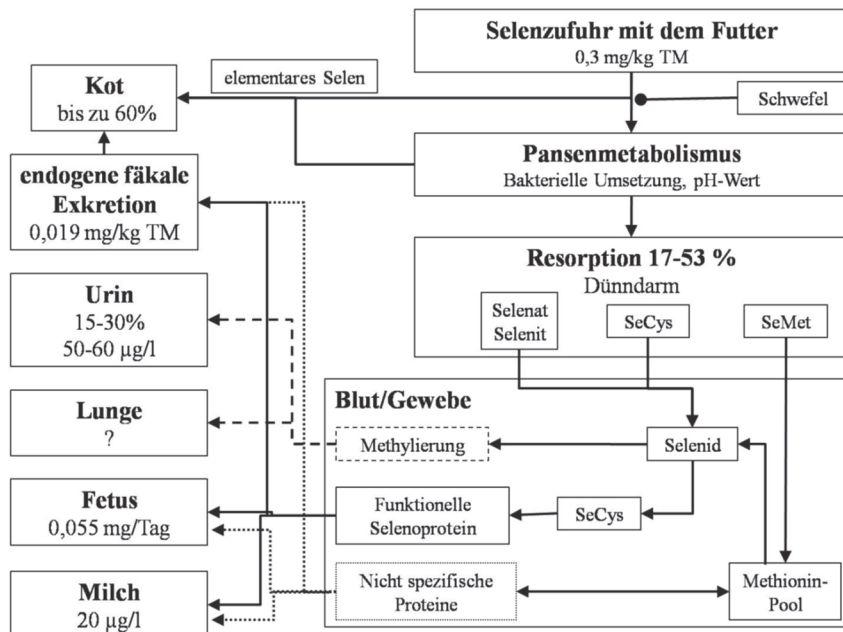 Selenzufuhr mit dem Futter
0,3 mg/kg TM
elementares Selen
Schwefel
Kot
bis zu 60%
Pansenmetabolismus
Bakterielle Umsetzung, pH-Wert
endogene fäkale
Exkretion
0,019 mg/kg TM
Resorption 17-53 %
Dünndarm
Selenat
Selenit
SeCys
SeMet
Urin
15-30%
50-60 µg/l
Blut/Gewebe
Lunge
?
Methylierung
Selenid
Fetus
0,055 mg/Tag
Funktionelle
Selenoprotein
SeCys
Milch
20 µg/l
Nicht spezifische
Proteine
Methionin-
Pool